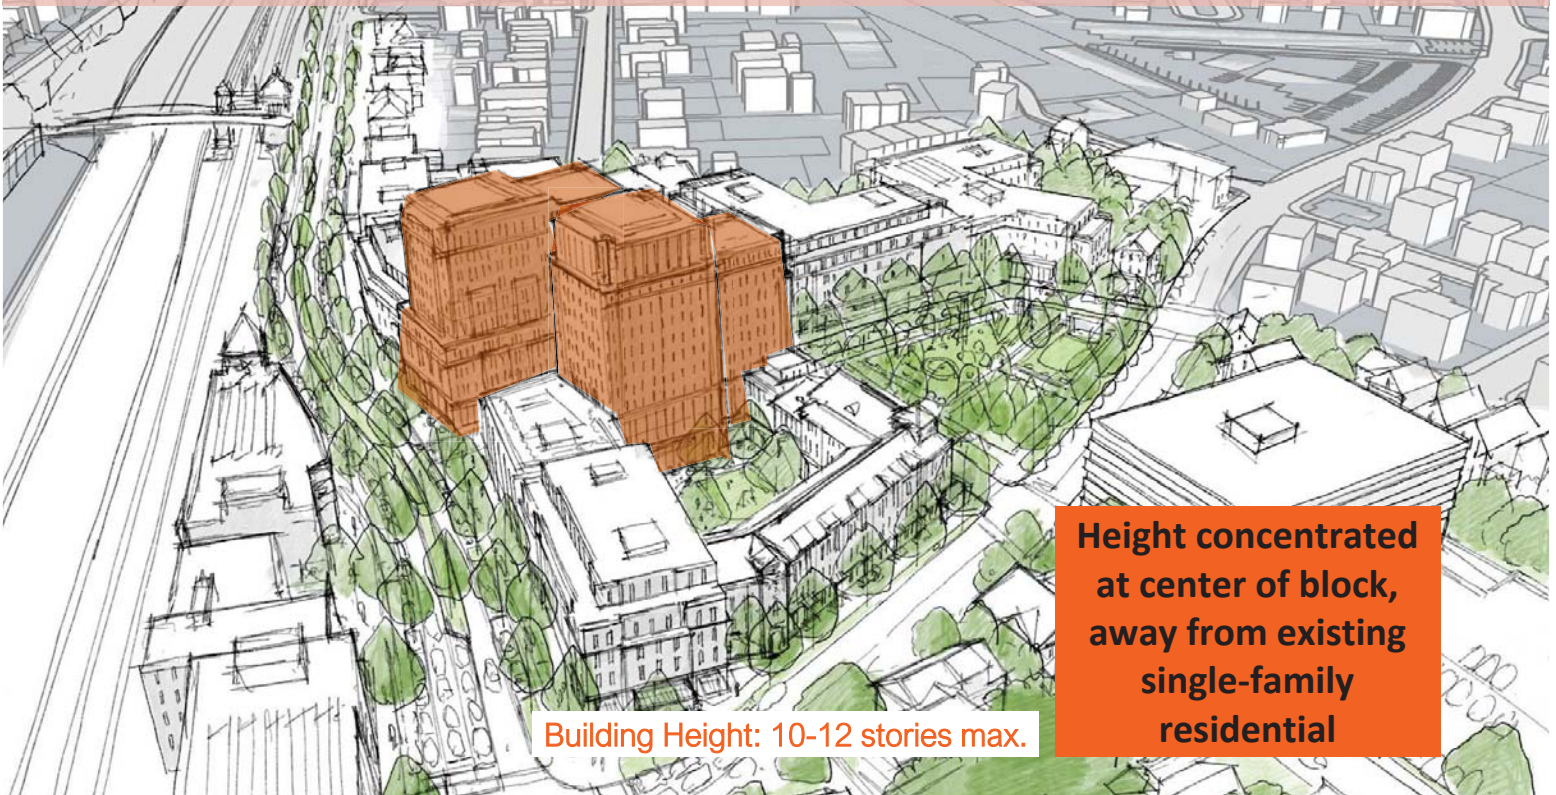 Height concentrated
at center of block,
away from existing
single-family
residential
Building Height: 10-12 stories max.